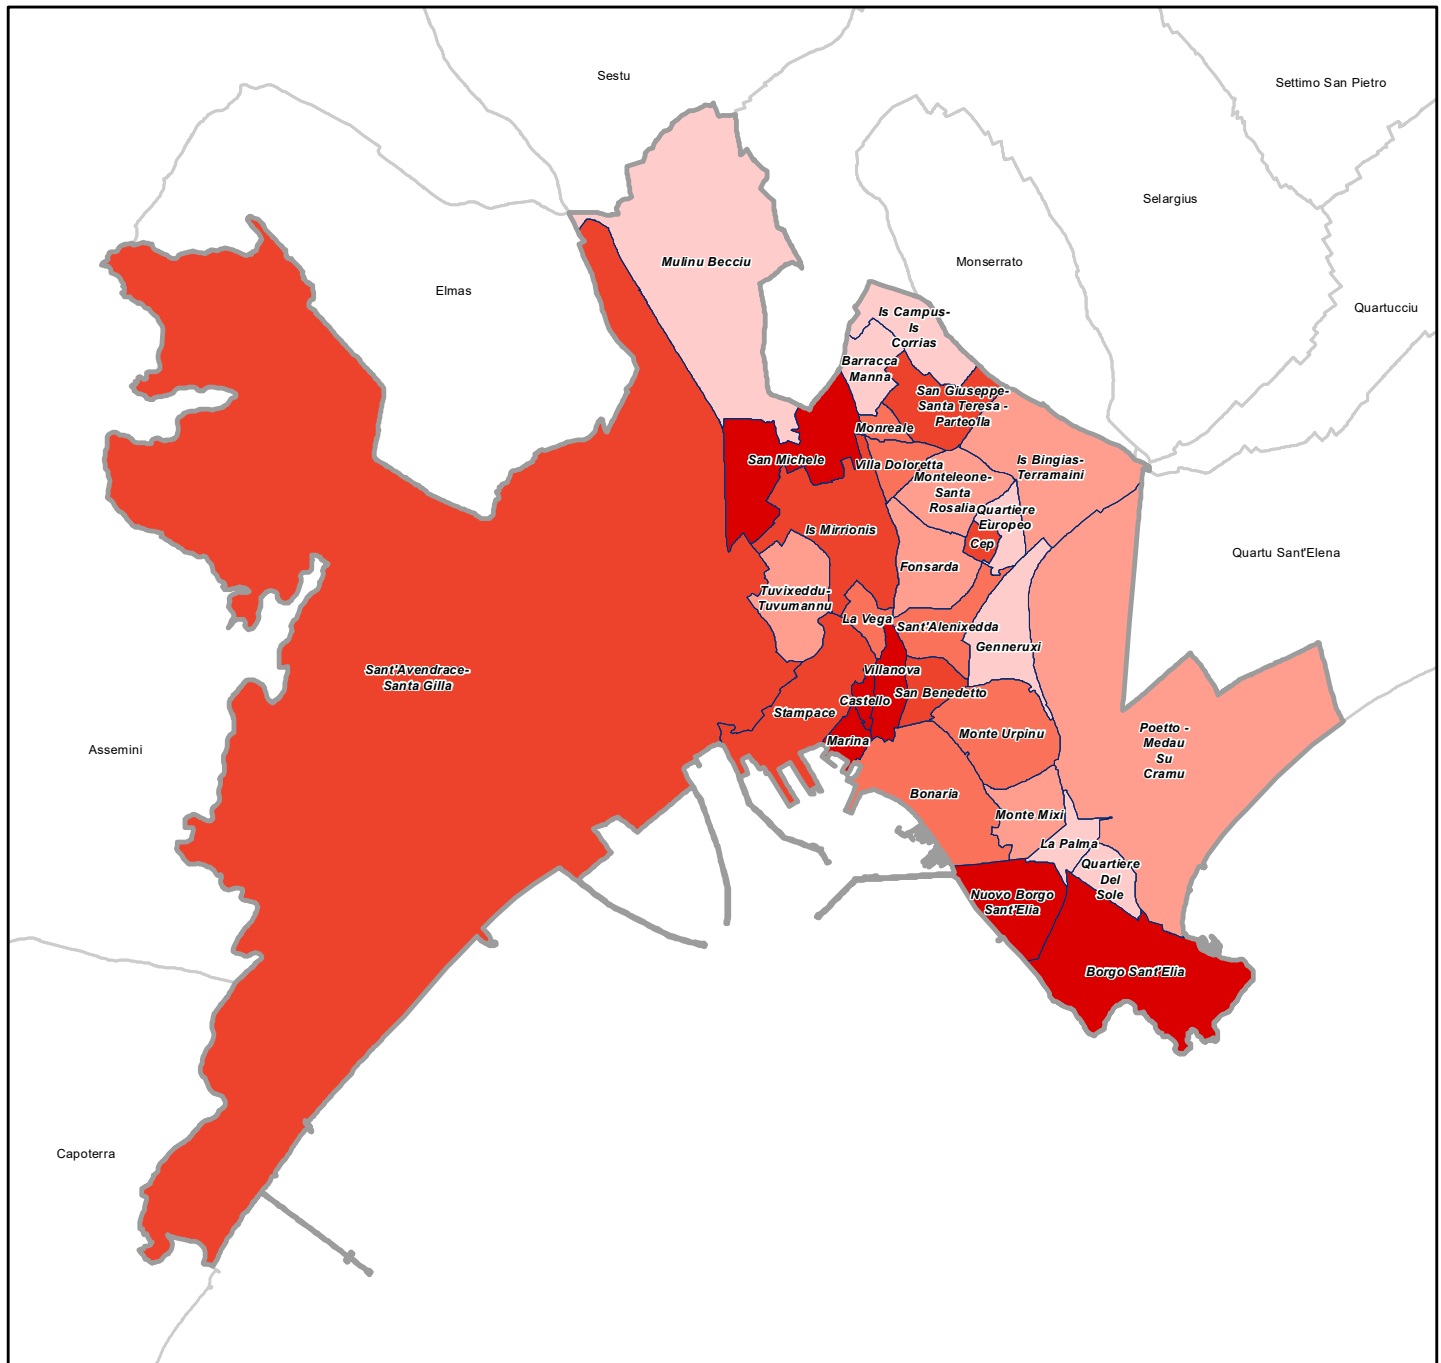 Sestu
Settimo San Pietro
Selargius
Mulinu Becciu
Monserrato
Elmas
Quartucciu
Is Campus-
Is
Corrias
Barracca
Manna
San Giuseppe-
Santa Teresa -
Parteolla
Monreale
San Michele
Villa Doloretta
Is Bingias-
Terramaini
Monteleone-
Santa
Rosalia
Quartiere
Europeo
Is Mirrionis
Cep
Quartu Sant'Elena
Fonsarda
Tuvixeddu-
Tuvumannu
La Vega
Sant'Alenixedda
Genneruxi
Sant'Avendrace-
Santa Gilla
Villanova
San Benedetto
Castello
Stampace
Marina
Monte Urpinu
Poetto -
Medau
Su
Cramu
Assemini
Bonaria
Monte Mixi
La Palma
Quartiere
Del
Sole
Nuovo Borgo
Sant'Elia
Borgo Sant'Elia
Capoterra